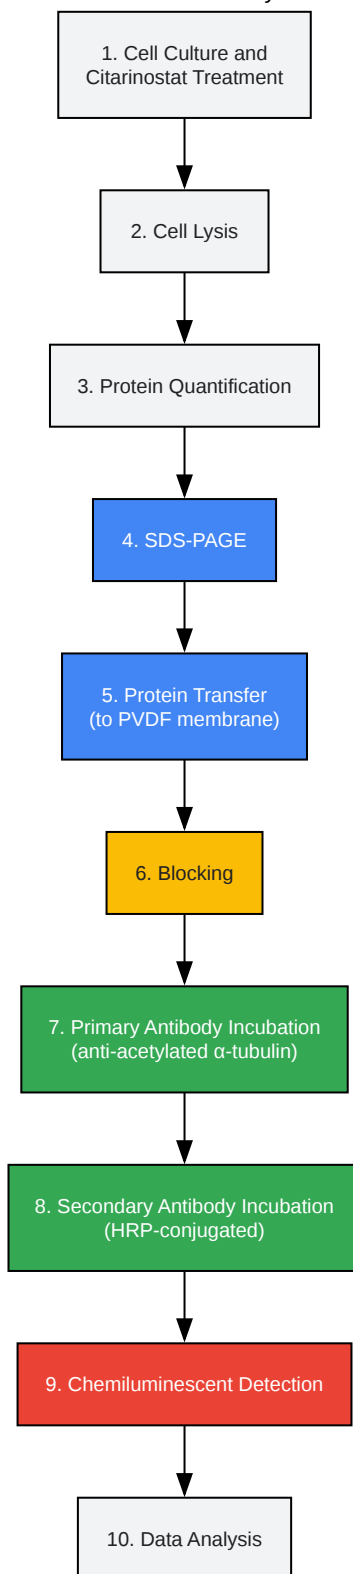 1. Cell Culture and
Citarinostat Treatment
2. Cell Lysis
3. Protein Quantification
4. SDS-PAGE
5. Protein Transfer
(to PVDF membrane)
6. Blocking
7. Primary Antibody Incubation
(anti-acetylated α-tubulin)
8. Secondary Antibody Incubation
(HRP-conjugated)
9. Chemiluminescent Detection
10. Data Analysis